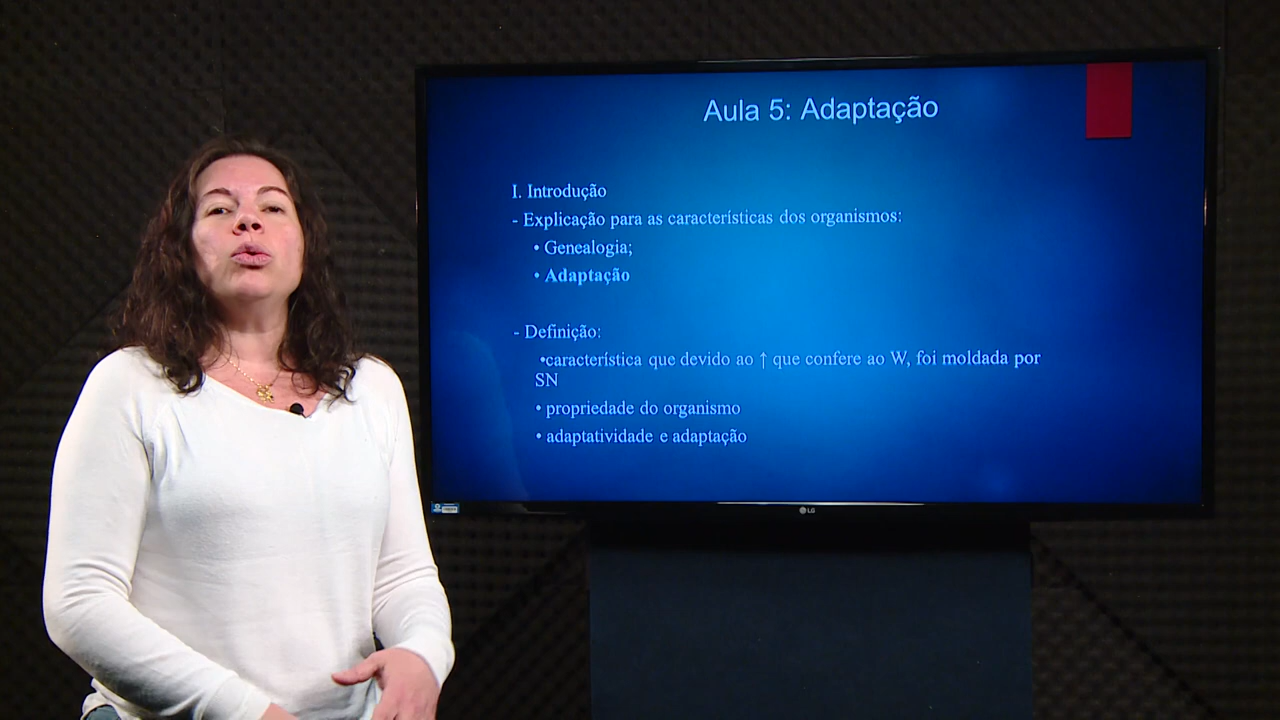 Aula 5: Adaptação
I. Introdução
- Explicação para as características dos organismos:
• Genealogia;
• Adaptação
- Definição:
•característica que devido ao ↑ que confere ao W, foi moldada por
SN
• propriedade do organismo
• adaptatividade e adaptação
LG